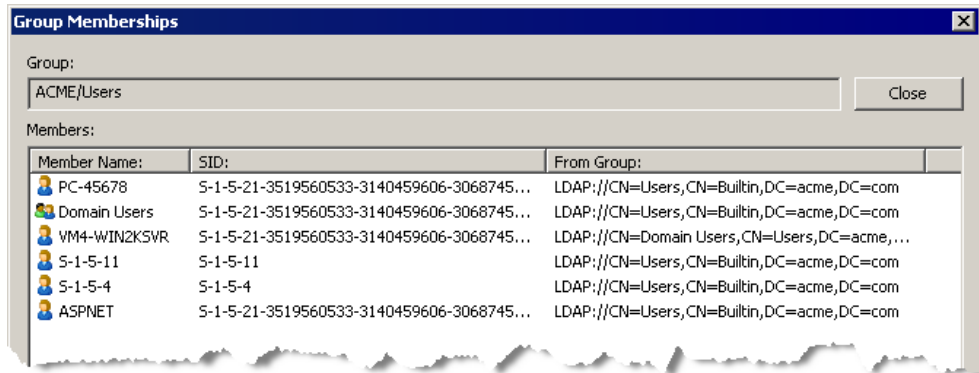 Group Memberships
Group:
ACME/Users
Close
Members:
Member Name: SID: From Group:
PC-45678 S-1-5-21-3519560533-3140459606-3068745... LDAP://CN=Users,CN=Builtin,DC=acme,DC=com
Domain Users S-1-5-21-3519560533-3140459606-3068745... LDAP://CN=Users,CN=Builtin,DC=acme,DC=com
VM4-WIN2KSVR S-1-5-21-3519560533-3140459606-3068745... LDAP://CN=Domain Users,CN=Users,DC=acme,...
S-1-5-11 S-1-5-11 LDAP://CN=Users,CN=Builtin,DC=acme,DC=com
S-1-5-4 S-1-5-4 LDAP://CN=Users,CN=Builtin,DC=acme,DC=com
ASPNET S-1-5-21-3519560533-3140459606-3068745... LDAP://CN=Users,CN=Builtin,DC=acme,DC=com